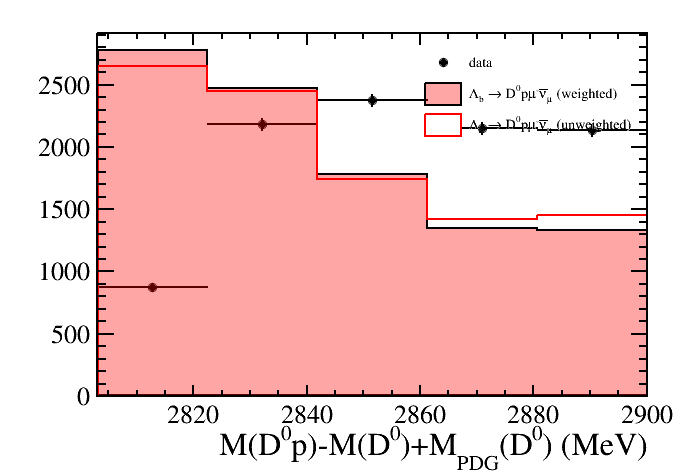 data
Λb → D⁰pμν̅μ (weighted)
Λb → D⁰pμν̅μ (unweighted)
2500
2000
1500
1000
500
0
2820 2840 2860 2880 2900
M(D⁰p)-M(D⁰)+M_PDG(D⁰) (MeV)